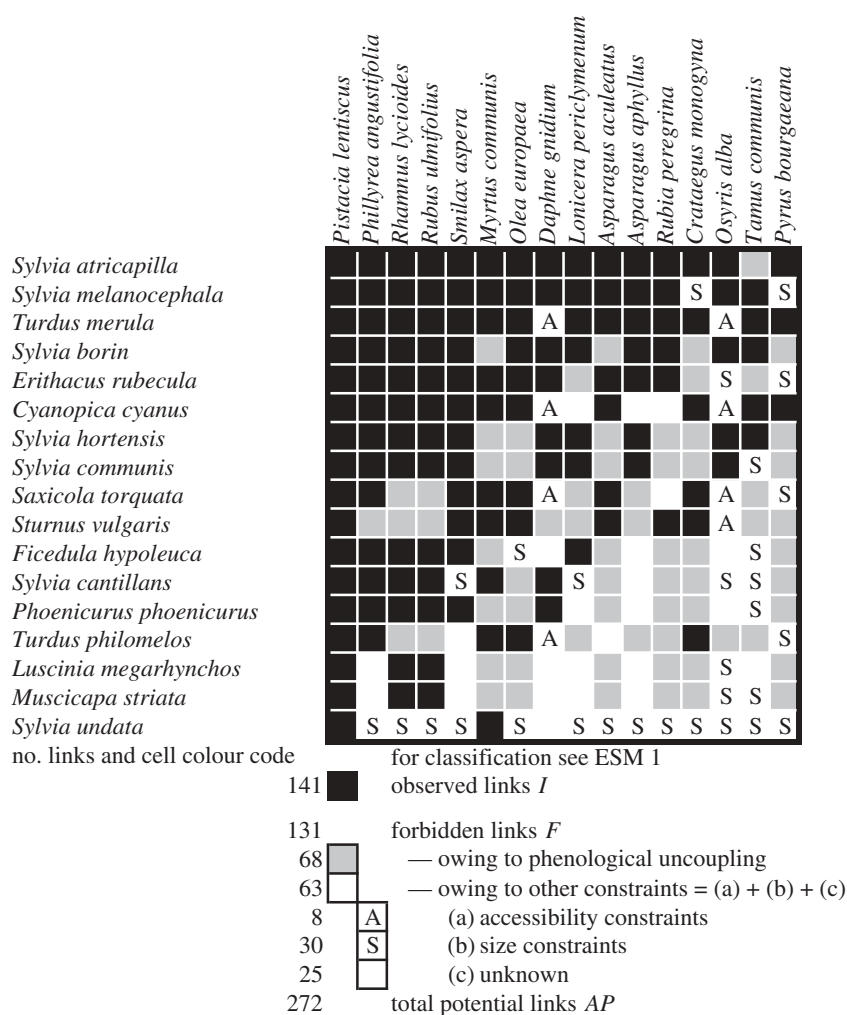 Pistacia lentiscus
Phillyrea angustifolia
Rhamnus lycioides
Rubus ulmifolius
Smilax aspera
Myrtus communis
Olea europaea
Daphne gnidium
Lonicera periclymenum
Asparagus aculeatus
Asparagus aphyllus
Rubia peregrina
Crataegus monogyna
Osyris alba
Tamus communis
Pyrus bourgaeana
Sylvia atricapilla
Sylvia melanocephala S S
Turdus merula A A
Sylvia borin
Erithacus rubecula S S
Cyanopica cyanus A A
Sylvia hortensis
Sylvia communis S
Saxicola torquata A A S
Sturnus vulgaris A
Ficedula hypoleuca S S
Sylvia cantillans S S S S
Phoenicurus phoenicurus S
Turdus philomelos A S
Luscinia megarhynchos S
Muscicapa striata S S
Sylvia undata S S S S S S S S S S S S S
no. links and cell colour code for classification see ESM 1
141 observed links I
131 forbidden links F
68 — owing to phenological uncoupling
63 — owing to other constraints = (a) + (b) + (c)
8 A (a) accessibility constraints
30 S (b) size constraints
25 (c) unknown
272 total potential links AP